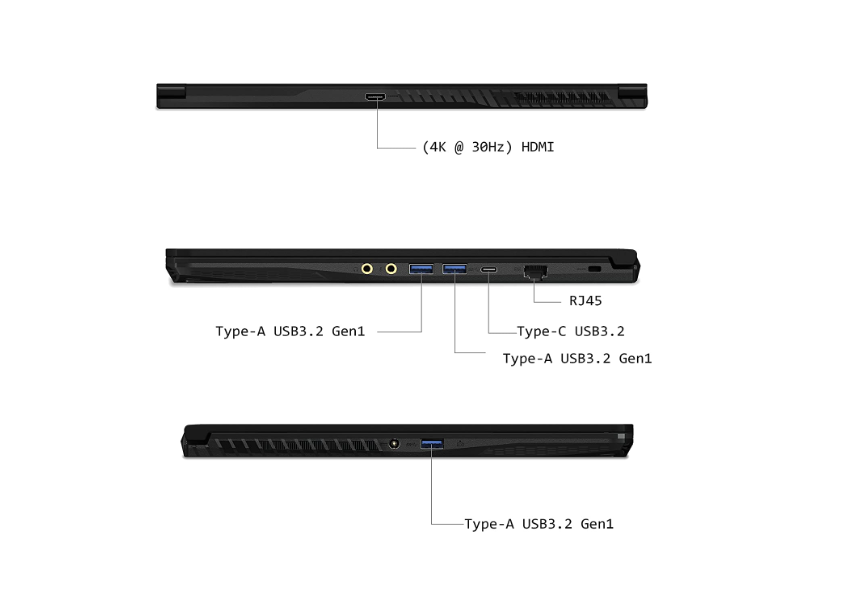 (4K @ 30Hz) HDMI
RJ45
Type-A USB3.2 Gen1
Type-C USB3.2
Type-A USB3.2 Gen1
Type-A USB3.2 Gen1